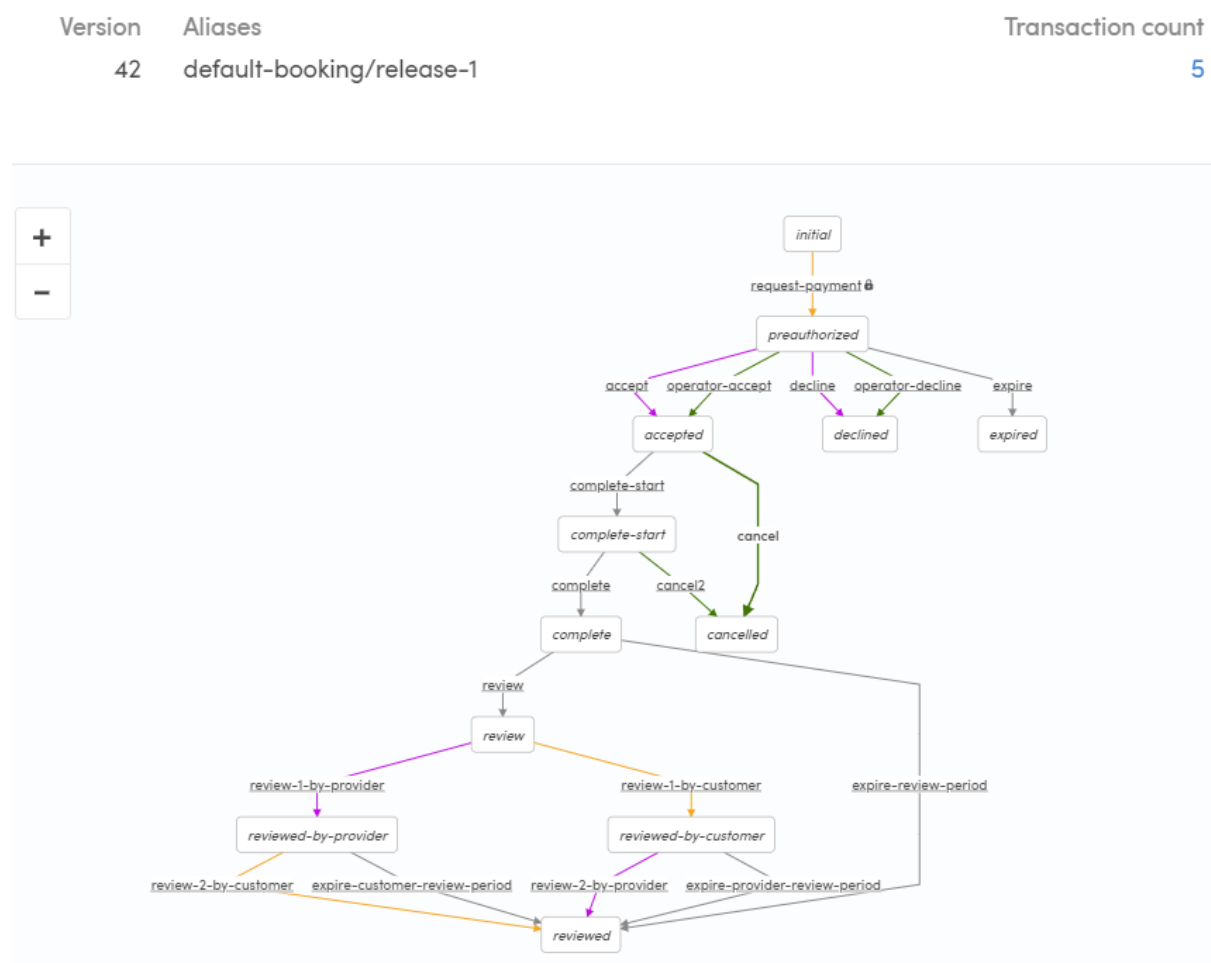 Version Aliases Transaction count
42 default-booking/release-1 5
+
−
initial
request-payment
preauthorized
accept operator-accept decline operator-decline expire
accepted declined expired
complete-start
complete-start cancel
complete cancel2
complete cancelled
review
review
review-1-by-provider review-1-by-customer expire-review-period
reviewed-by-provider reviewed-by-customer
review-2-by-customer expire-customer-review-period review-2-by-provider expire-provider-review-period
reviewed